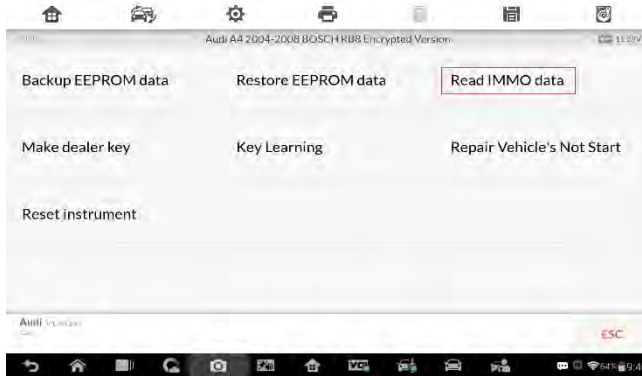 Audi A4 2004-2008 BOSCH RB8 Encrypted Version
Backup EEPROM data Restore EEPROM data Read IMMO data
Make dealer key Key Learning Repair Vehicle's Not Start
Reset instrument
Audi
ESC
64%